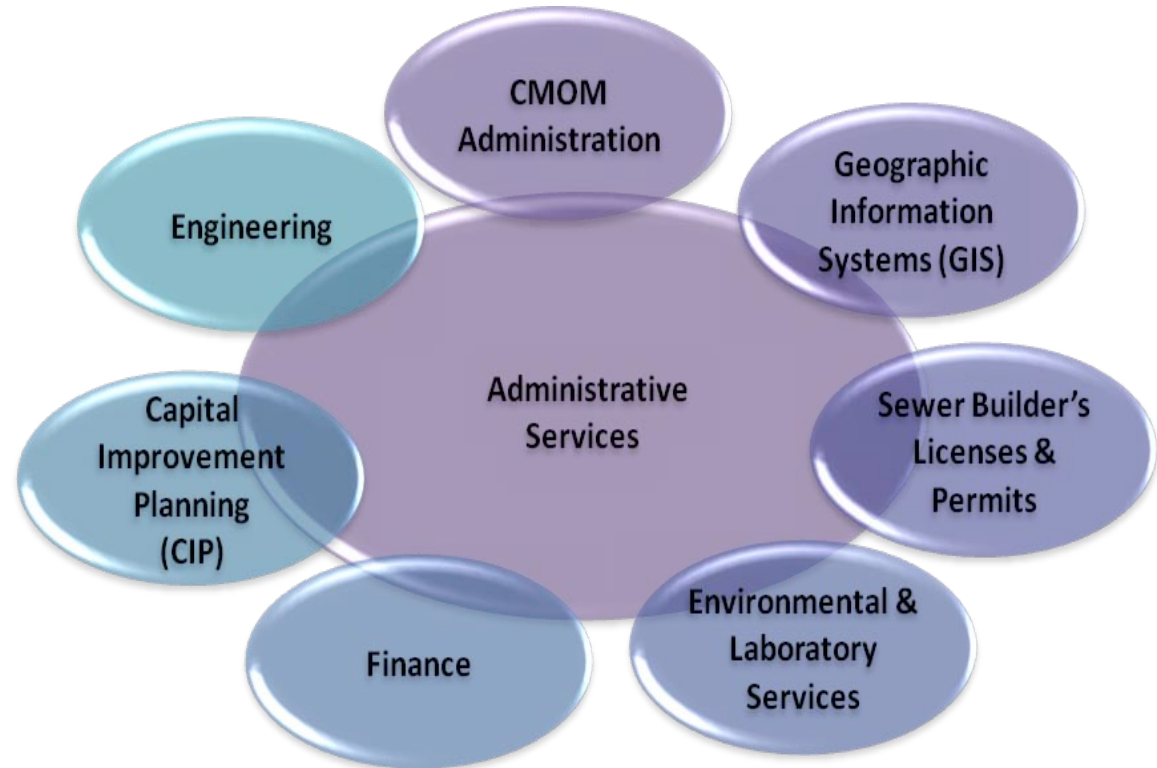 CMOM
Administration
Geographic
Information
Systems (GIS)
Engineering
Administrative
Services
Sewer Builder’s
Licenses &
Permits
Capital
Improvement
Planning
(CIP)
Environmental &
Laboratory
Services
Finance